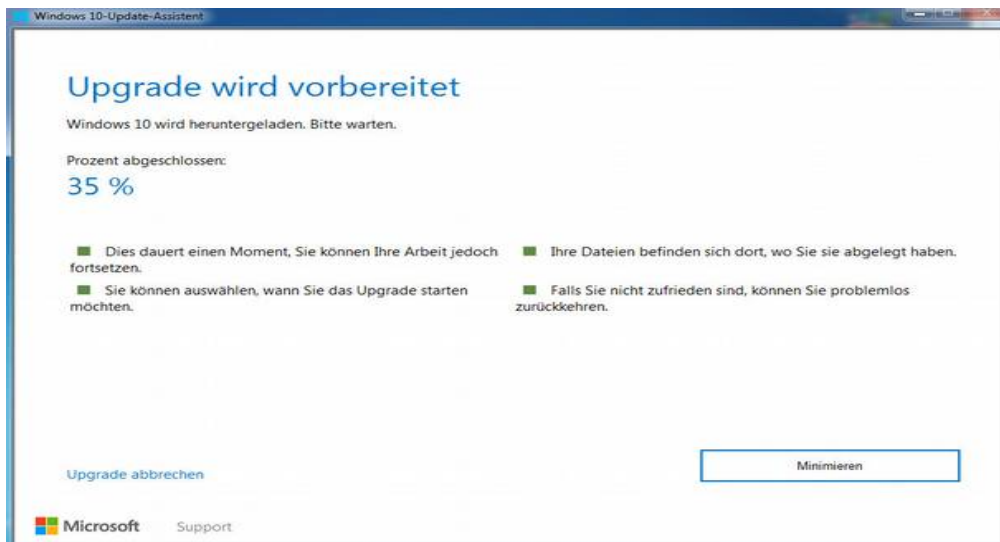 Windows 10-Update-Assistent
Upgrade wird vorbereitet
Windows 10 wird heruntergeladen. Bitte warten.
Prozent abgeschlossen:
35 %
Dies dauert einen Moment, Sie können Ihre Arbeit jedoch
fortsetzen.
Sie können auswählen, wann Sie das Upgrade starten
möchten.
Ihre Dateien befinden sich dort, wo Sie sie abgelegt haben.
Falls Sie nicht zufrieden sind, können Sie problemlos
zurückkehren.
Upgrade abbrechen
Minimieren
Microsoft
Support